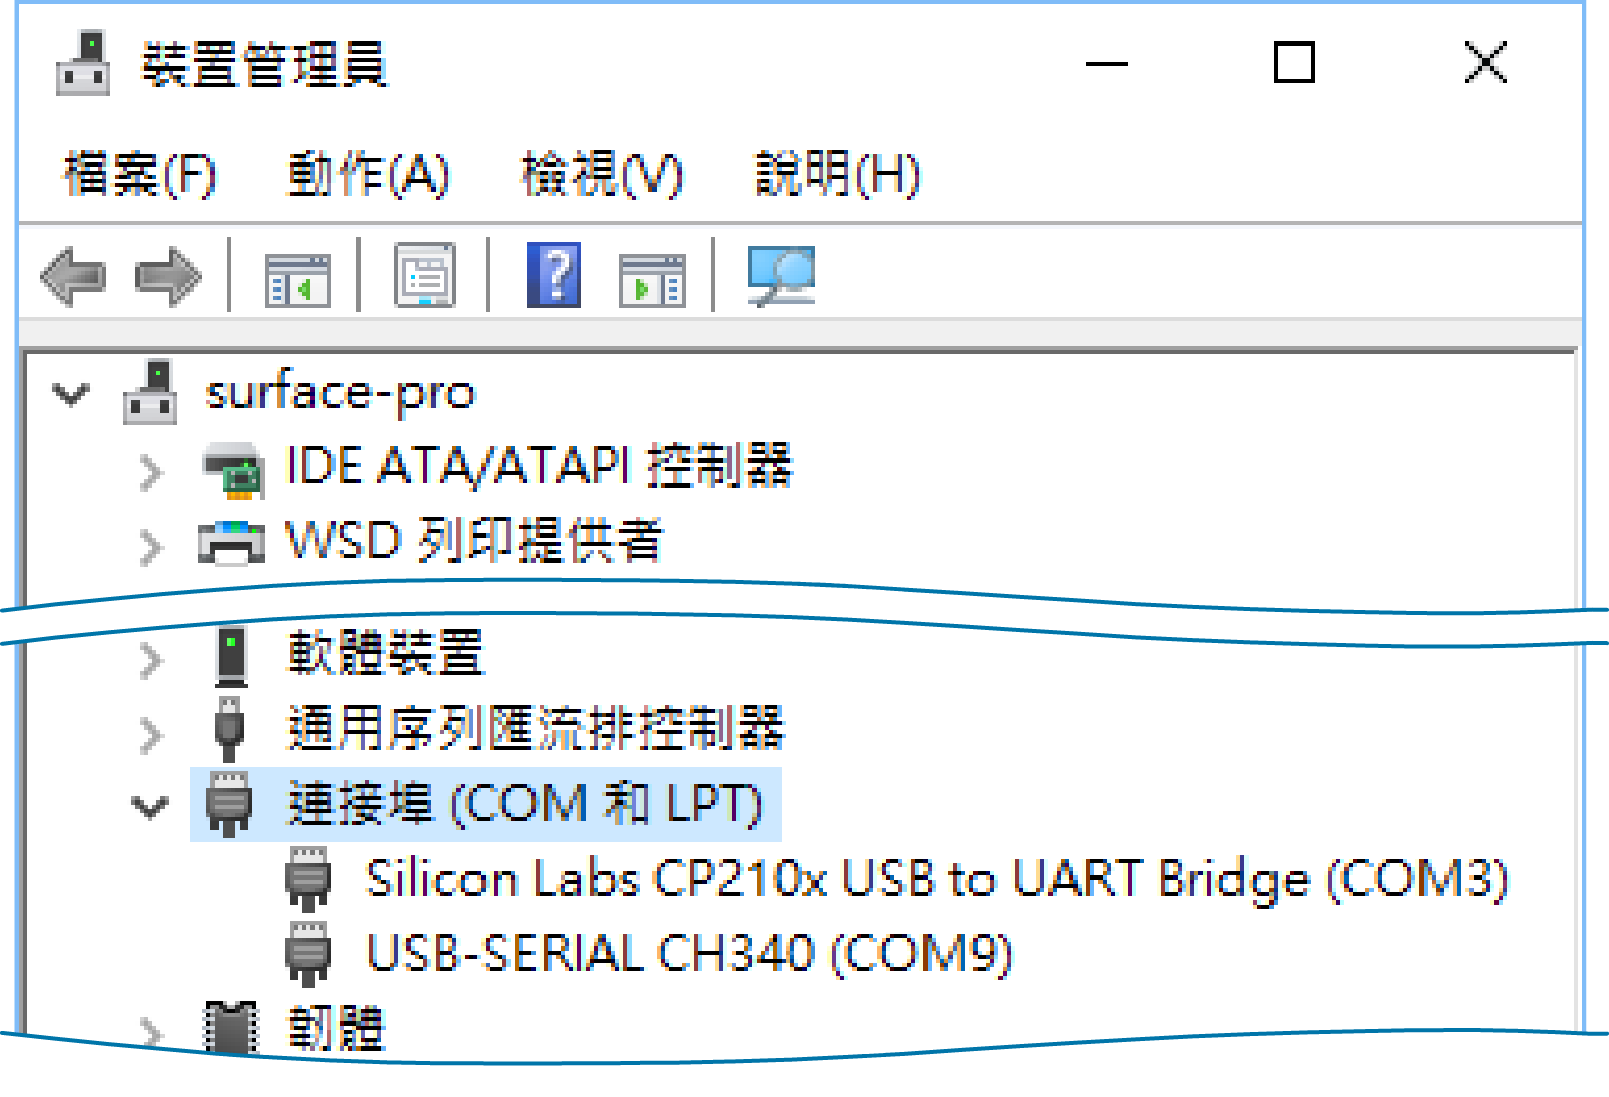 裝置管理員
檔案(F) 動作(A) 檢視(V) 說明(H)
surface-pro
IDE ATA/ATAPI 控制器
WSD 列印提供者
軟體裝置
通用序列匯流排控制器
連接埠 (COM 和 LPT)
Silicon Labs CP210x USB to UART Bridge (COM3)
USB-SERIAL CH340 (COM9)
韌體